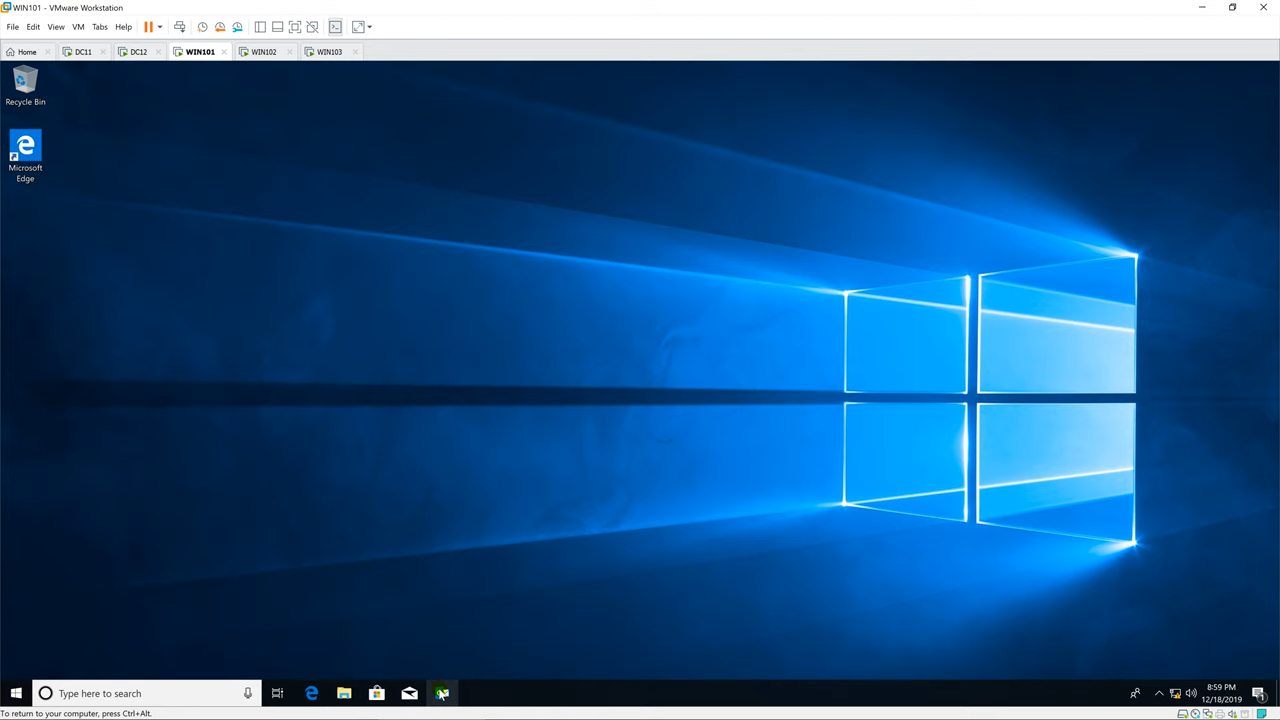 WIN101 - VMware Workstation
File Edit View VM Tabs Help
Home DC11 DC12 WIN101 WIN102 WIN103
Recycle Bin
Microsoft
Edge
Type here to search
8:59 PM
12/18/2019
1
To return to your computer, press Ctrl+Alt.